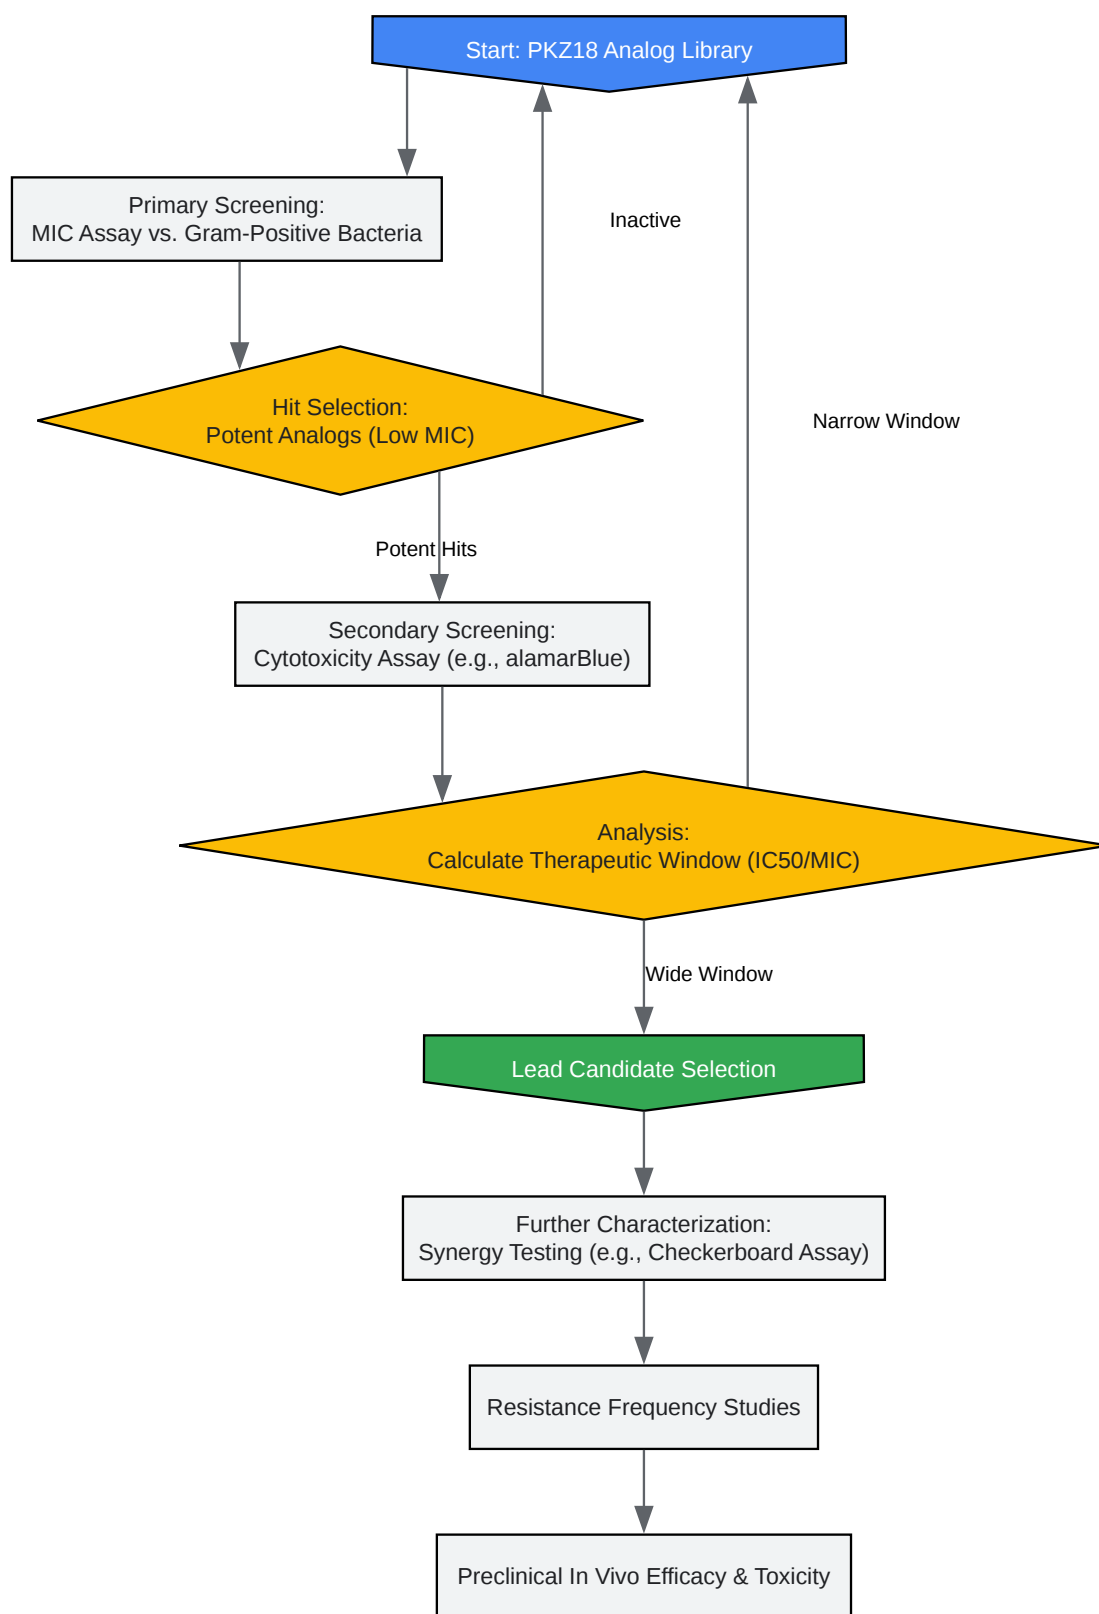 Start: PKZ18 Analog Library
Primary Screening:
MIC Assay vs. Gram-Positive Bacteria
Inactive
Hit Selection:
Potent Analogs (Low MIC)
Narrow Window
Potent Hits
Secondary Screening:
Cytotoxicity Assay (e.g., alamarBlue)
Analysis:
Calculate Therapeutic Window (IC50/MIC)
Wide Window
Lead Candidate Selection
Further Characterization:
Synergy Testing (e.g., Checkerboard Assay)
Resistance Frequency Studies
Preclinical In Vivo Efficacy & Toxicity